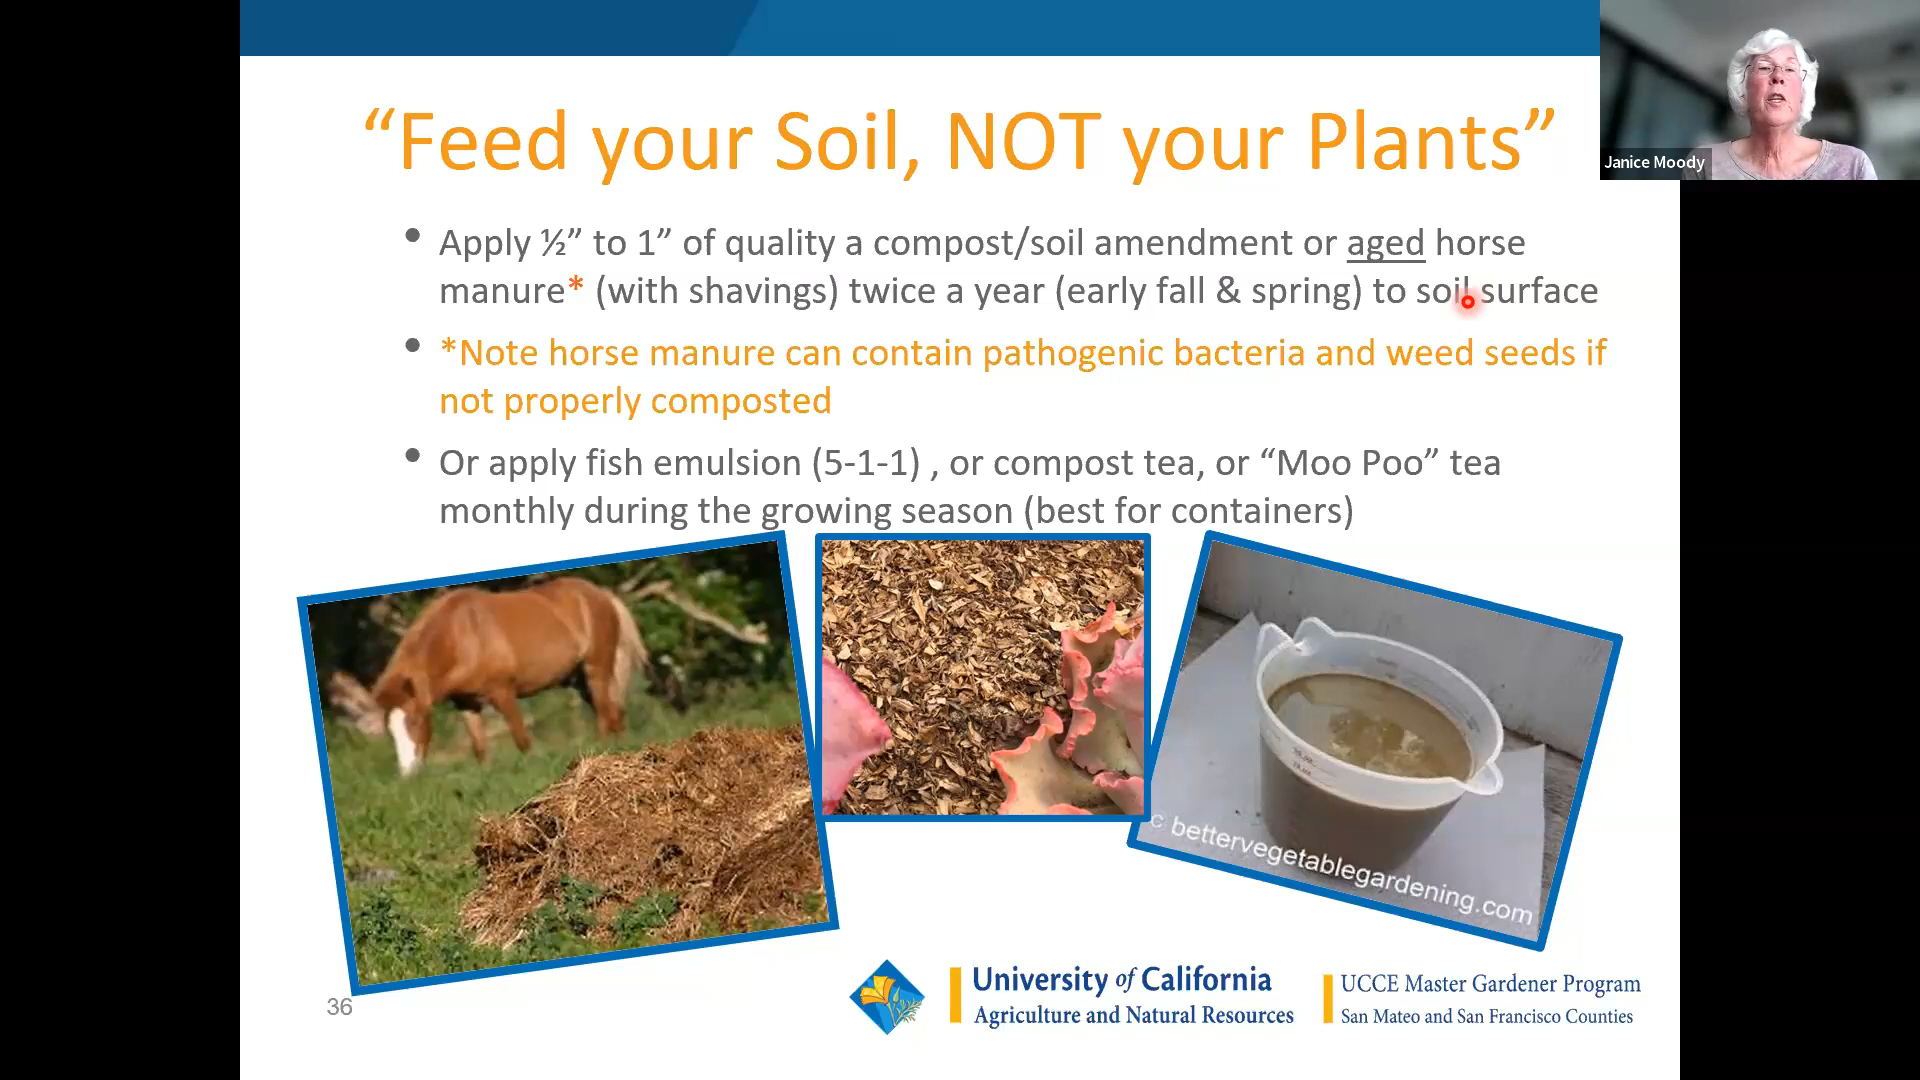 “Feed your Soil, NOT your Plants”
Janice Moody
• Apply ½” to 1” of quality a compost/soil amendment or aged horse
manure* (with shavings) twice a year (early fall & spring) to soil surface
• *Note horse manure can contain pathogenic bacteria and weed seeds if
not properly composted
• Or apply fish emulsion (5-1-1) , or compost tea, or “Moo Poo” tea
monthly during the growing season (best for containers)
c bettervegetablegardening.com
36
University of California
Agriculture and Natural Resources
UCCE Master Gardener Program
San Mateo and San Francisco Counties